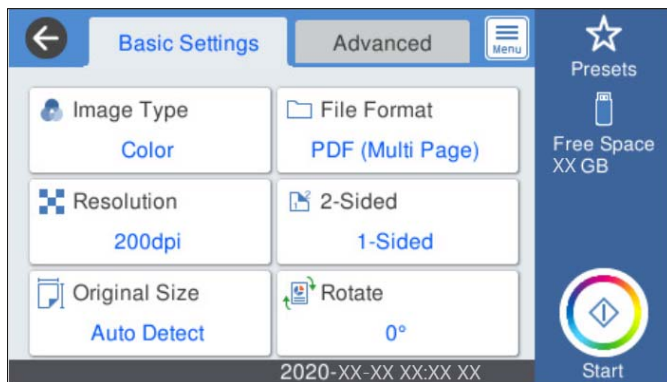 Basic Settings
Advanced
Menu
Presets
Image Type
Color
File Format
PDF (Multi Page)
Free Space
XX GB
Resolution
200dpi
2-Sided
1-Sided
Original Size
Auto Detect
Rotate
0°
2020-XX-XX XX:XX XX
Start